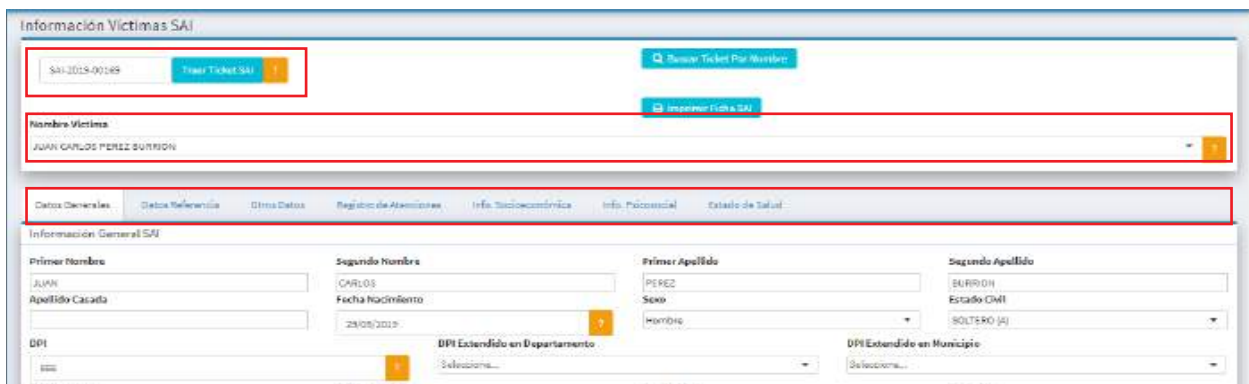 Información Víctimas SAI
SAI-2019-00169 Traer Ticket SAI ?
Buscar Ticket Por Nombre
Imprimir Ficha SAI
Nombre Víctima
JUAN CARLOS PEREZ BURRION ?
Datos Generales Datos Referencia Otros Datos Registro de Atenciones Info. Socioeconómica Info. Psicosocial Estado de Salud
Información General SAI
Primer Nombre Segundo Nombre Primer Apellido Segundo Apellido
JUAN CARLOS PEREZ BURRION
Apellido Casada Fecha Nacimiento Sexo Estado Civil
29/05/2019 ? Hombre SOLTERO (A)
DPI DPI Extendido en Departamento DPI Extendido en Municipio
? Seleccione... Seleccione...